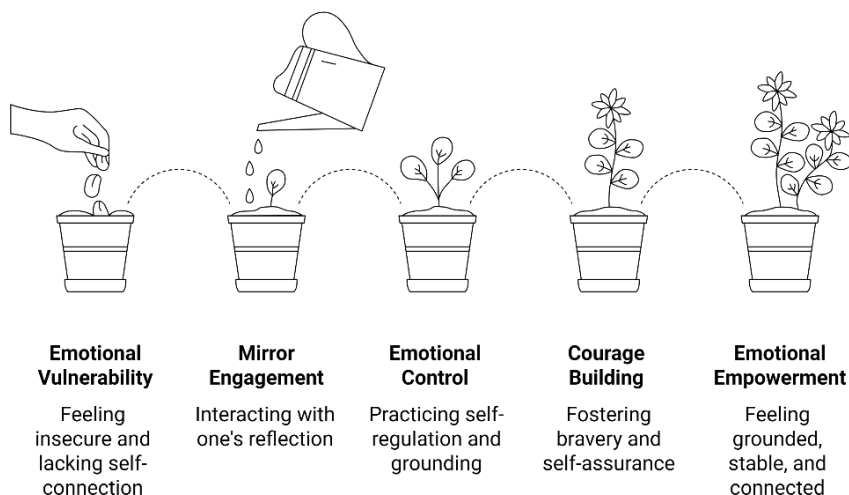 Emotional
Vulnerability
Feeling
insecure and
lacking self-
connection
Mirror
Engagement
Interacting with
one's reflection
Emotional
Control
Practicing self-
regulation and
grounding
Courage
Building
Fostering
bravery and
self-assurance
Emotional
Empowerment
Feeling
grounded,
stable, and
connected